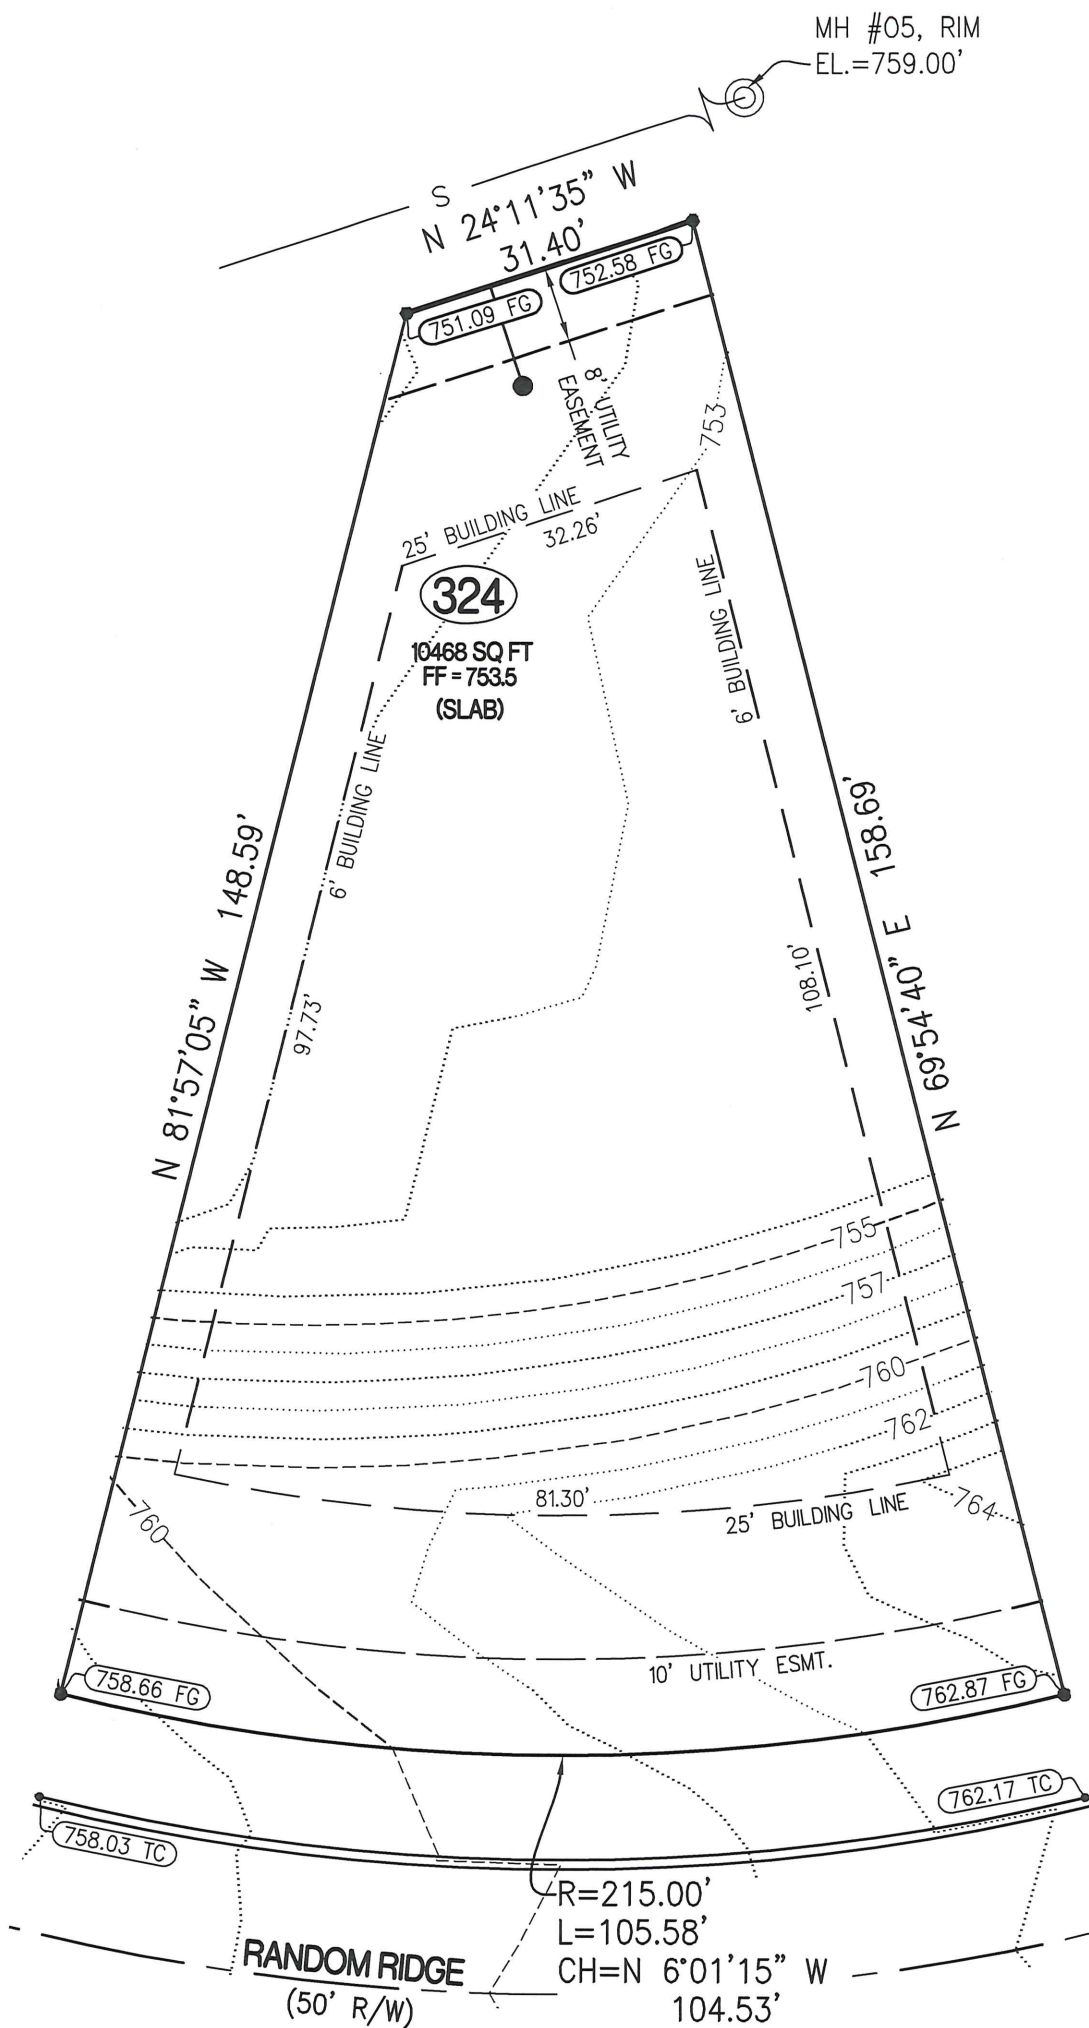 MH #05, RIM
EL.=759.00'
S
N 24°11'35" W
31.40'
752.58 FG
751.09 FG
8' UTILITY
EASEMENT
753
25' BUILDING LINE
32.26'
324
10468 SQ FT
FF = 753.5
(SLAB)
6' BUILDING LINE
6' BUILDING LINE
N 81°57'05" W 148.59'
N 69°54'40" E 158.69'
97.73'
108.10'
755
757
760
762
81.30'
25' BUILDING LINE
764
760
10' UTILITY ESMT.
758.66 FG
762.87 FG
762.17 TC
758.03 TC
R=215.00'
L=105.58'
CH=N 6°01'15" W
104.53'
RANDOM RIDGE
(50' R/W)